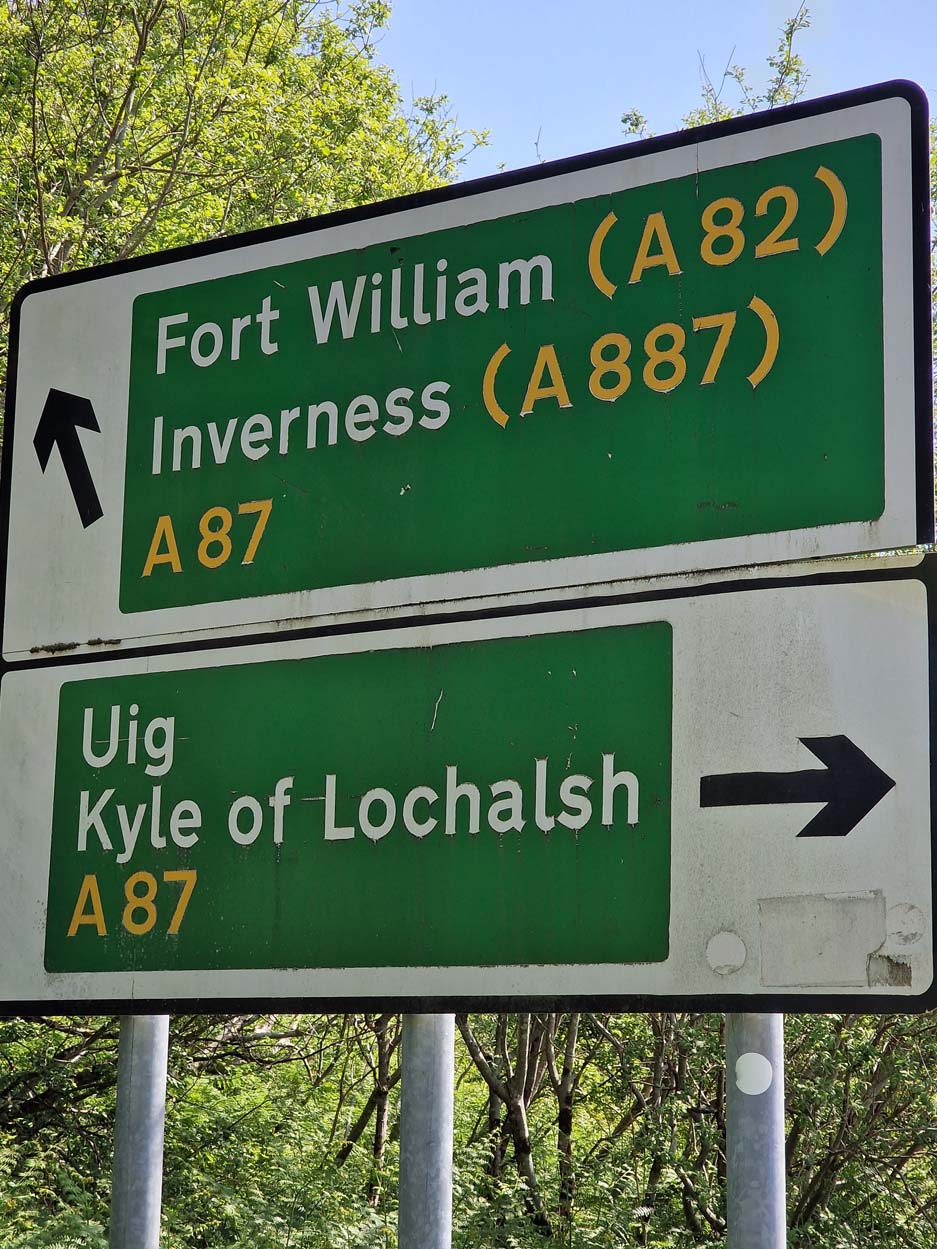 Fort William (A82)
Inverness (A887)
A87
Uig
Kyle of Lochalsh
A87